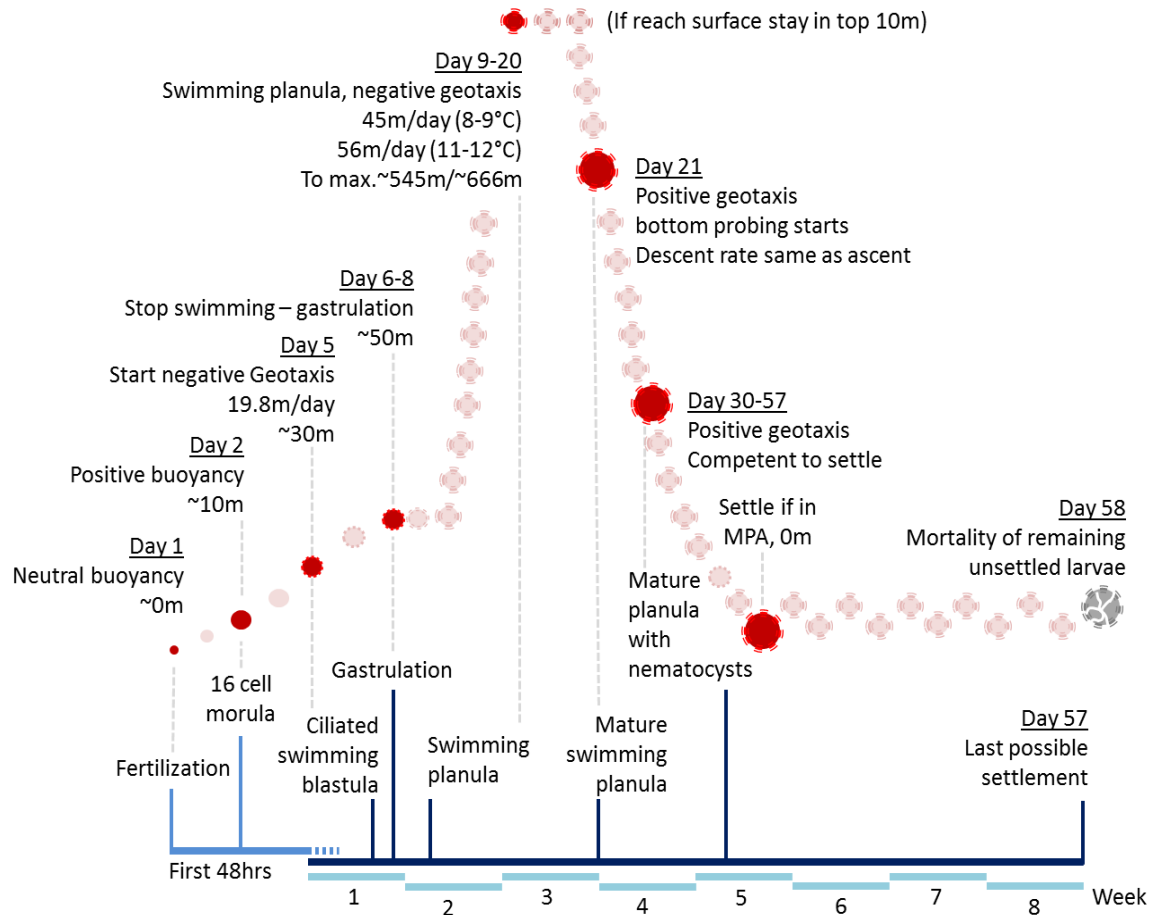 (If reach surface stay in top 10m)
Day 9-20
Swimming planula, negative geotaxis
45m/day (8-9°C)
56m/day (11-12°C)
To max.~545m/~666m
Day 21
Positive geotaxis
bottom probing starts
Descent rate same as ascent
Day 6-8
Stop swimming – gastrulation
~50m
Day 5
Start negative Geotaxis
19.8m/day
~30m
Day 30-57
Positive geotaxis
Competent to settle
Day 2
Positive buoyancy
~10m
Settle if in
MPA, 0m
Day 58
Mortality of remaining
unsettled larvae
Day 1
Neutral buoyancy
~0m
Mature
planula
with
nematocysts
Gastrulation
16 cell
morula
Fertilization
Ciliated
swimming
blastula
Swimming
planula
Mature
swimming
planula
Day 57
Last possible
settlement
First 48hrs
1
2
3
4
5
6
7
8
Week